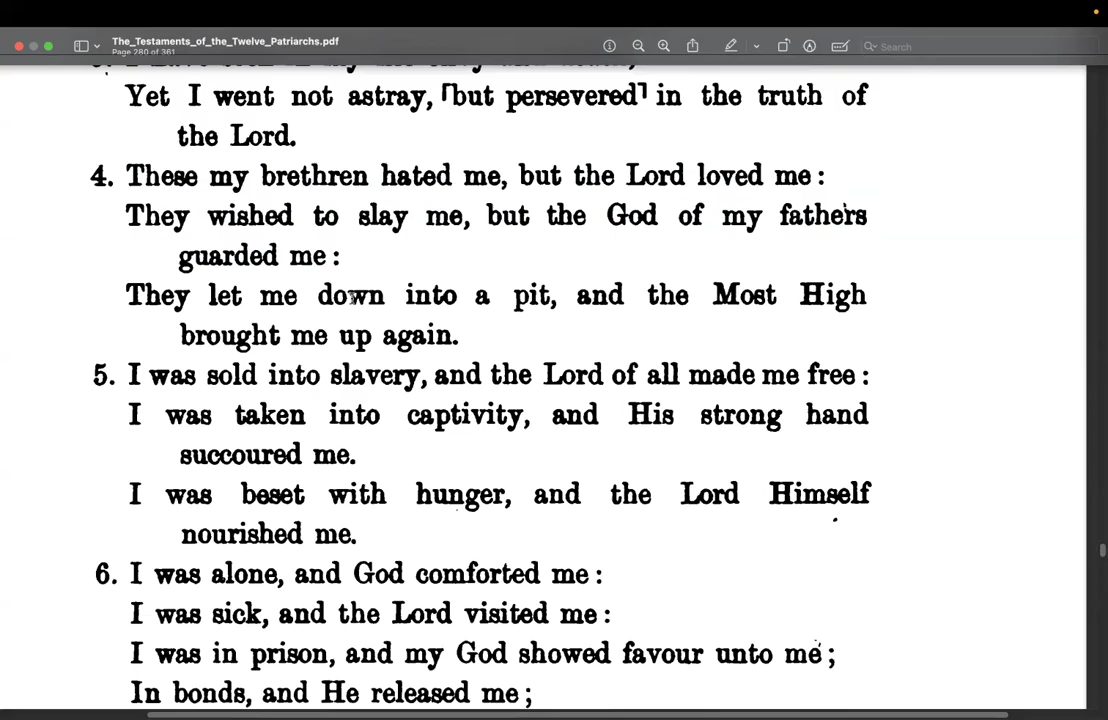 The_Testaments_of_the_Twelve_Patriarchs.pdf
Page 280 of 361
Search
Yet I went not astray, ⌈but persevered⌉ in the truth of
the Lord.
4. These my brethren hated me, but the Lord loved me :
They wished to slay me, but the God of my fathers
guarded me :
They let me down into a pit, and the Most High
brought me up again.
5. I was sold into slavery, and the Lord of all made me free :
I was taken into captivity, and His strong hand
succoured me.
I was beset with hunger, and the Lord Himself
nourished me.
6. I was alone, and God comforted me :
I was sick, and the Lord visited me :
I was in prison, and my God showed favour unto me ;
In bonds, and He released me ;